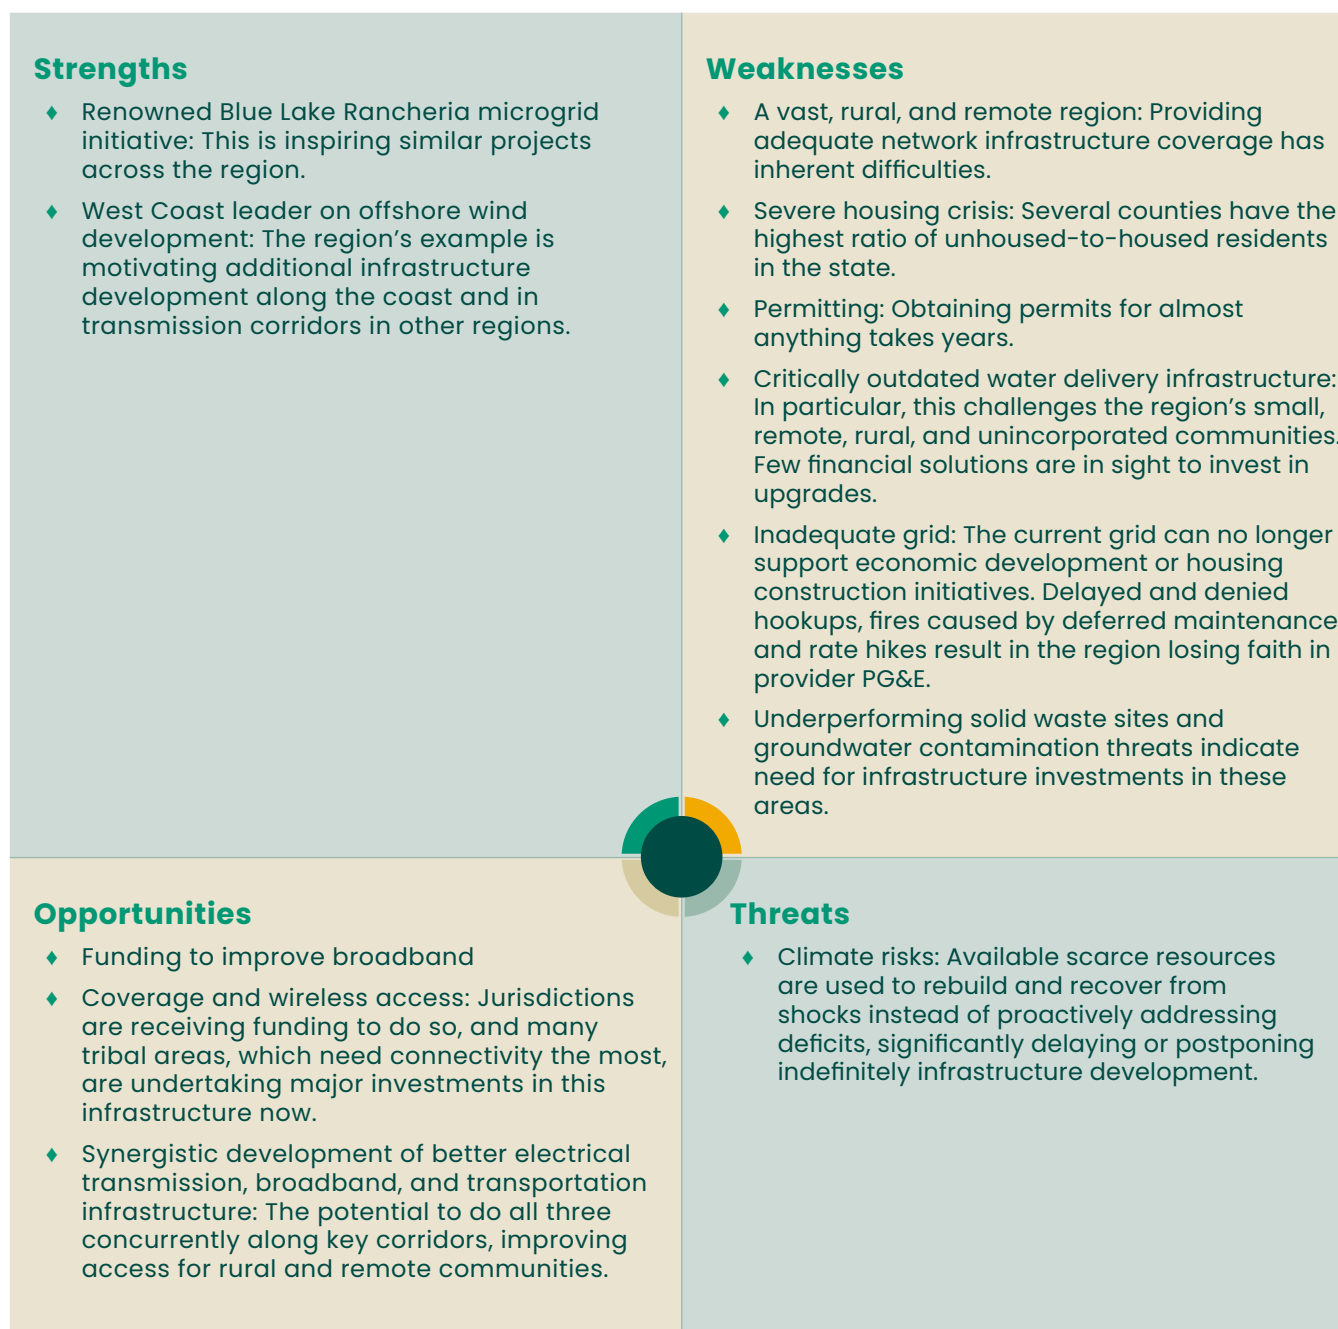 Strengths
♦ Renowned Blue Lake Rancheria microgrid
initiative: This is inspiring similar projects
across the region.
♦ West Coast leader on offshore wind
development: The region’s example is
motivating additional infrastructure
development along the coast and in
transmission corridors in other regions.
Weaknesses
♦ A vast, rural, and remote region: Providing
adequate network infrastructure coverage has
inherent difficulties.
♦ Severe housing crisis: Several counties have the
highest ratio of unhoused-to-housed residents
in the state.
♦ Permitting: Obtaining permits for almost
anything takes years.
♦ Critically outdated water delivery infrastructure:
In particular, this challenges the region’s small,
remote, rural, and unincorporated communities.
Few financial solutions are in sight to invest in
upgrades.
♦ Inadequate grid: The current grid can no longer
support economic development or housing
construction initiatives. Delayed and denied
hookups, fires caused by deferred maintenance
and rate hikes result in the region losing faith in
provider PG&E.
♦ Underperforming solid waste sites and
groundwater contamination threats indicate
need for infrastructure investments in these
areas.
Opportunities
♦ Funding to improve broadband
♦ Coverage and wireless access: Jurisdictions
are receiving funding to do so, and many
tribal areas, which need connectivity the most,
are undertaking major investments in this
infrastructure now.
♦ Synergistic development of better electrical
transmission, broadband, and transportation
infrastructure: The potential to do all three
concurrently along key corridors, improving
access for rural and remote communities.
Threats
♦ Climate risks: Available scarce resources
are used to rebuild and recover from
shocks instead of proactively addressing
deficits, significantly delaying or postponing
indefinitely infrastructure development.